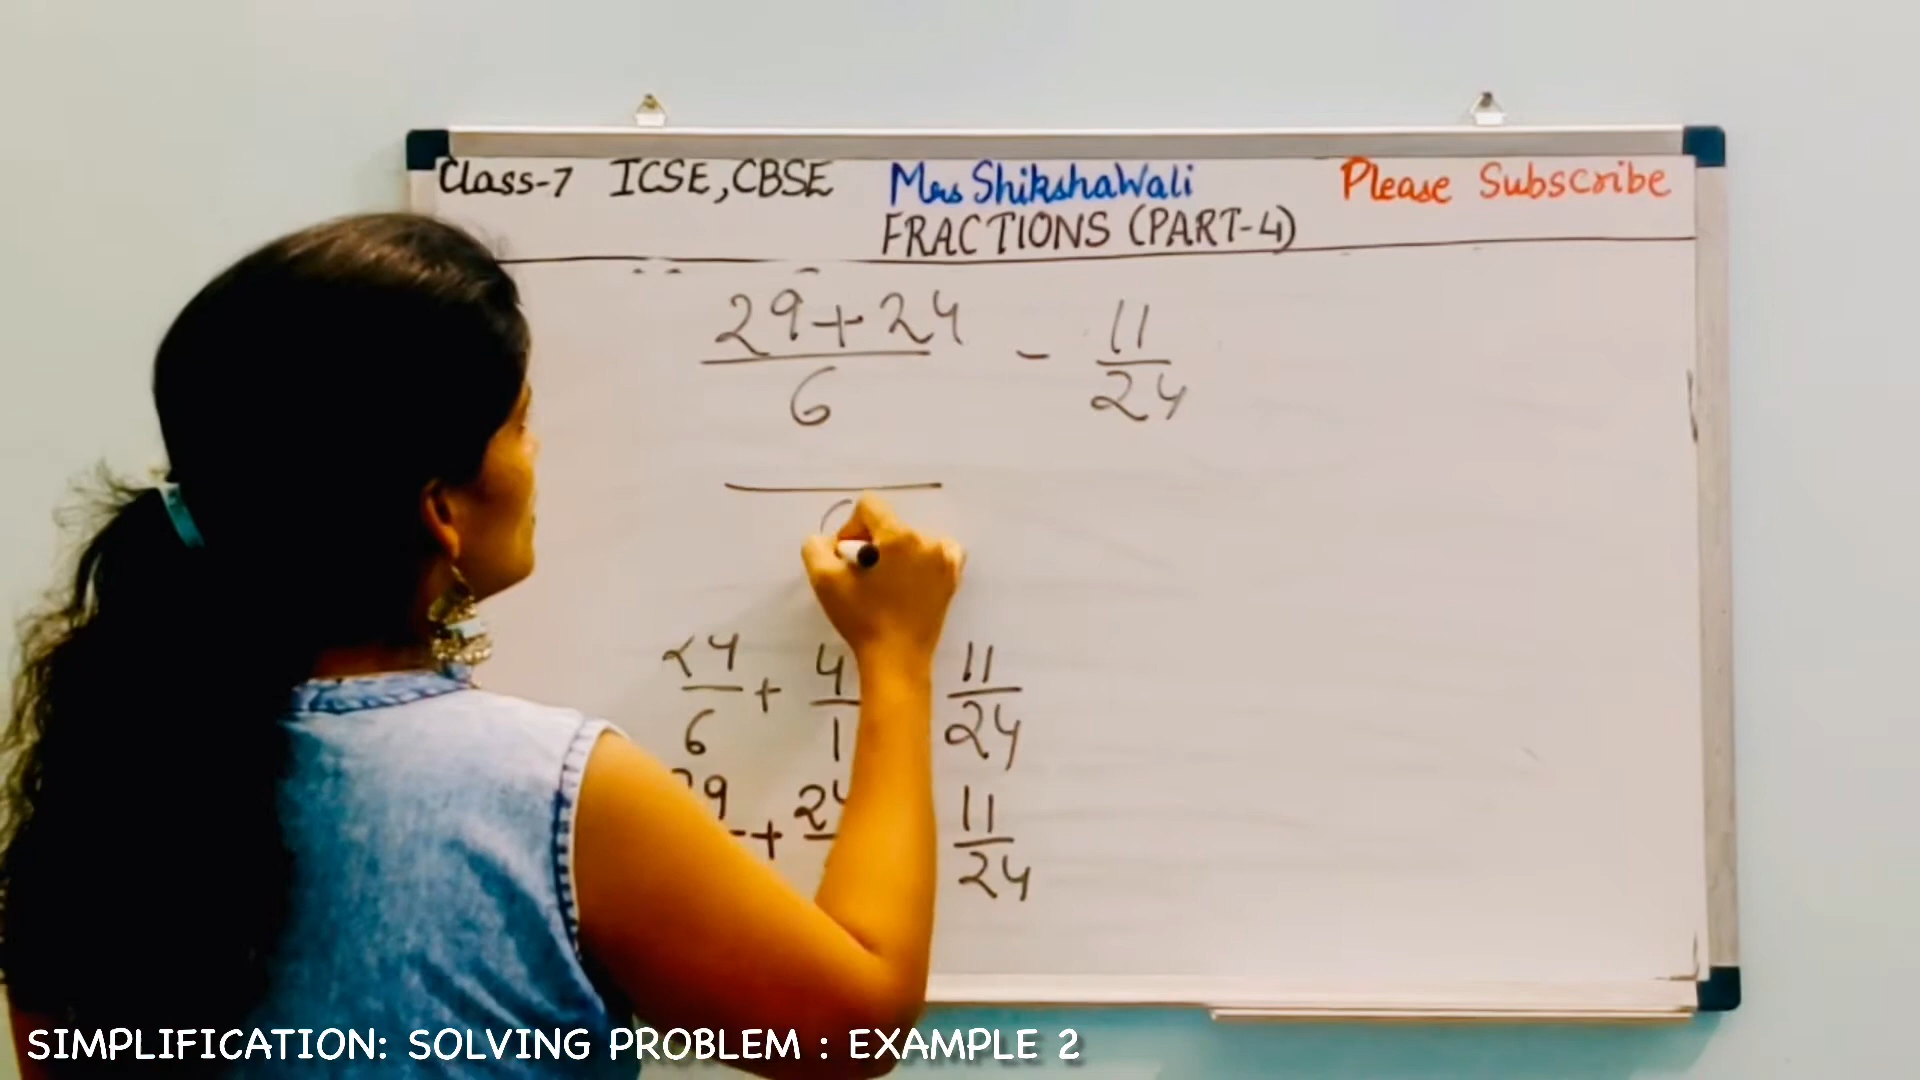 Class-7 ICSE, CBSE Mrs ShikshaWali Please Subscribe
FRACTIONS (PART-4)
29+24 - 11
6 24
24 + 4 11
6 1 24
9 + 24 11
24
SIMPLIFICATION: SOLVING PROBLEM : EXAMPLE 2